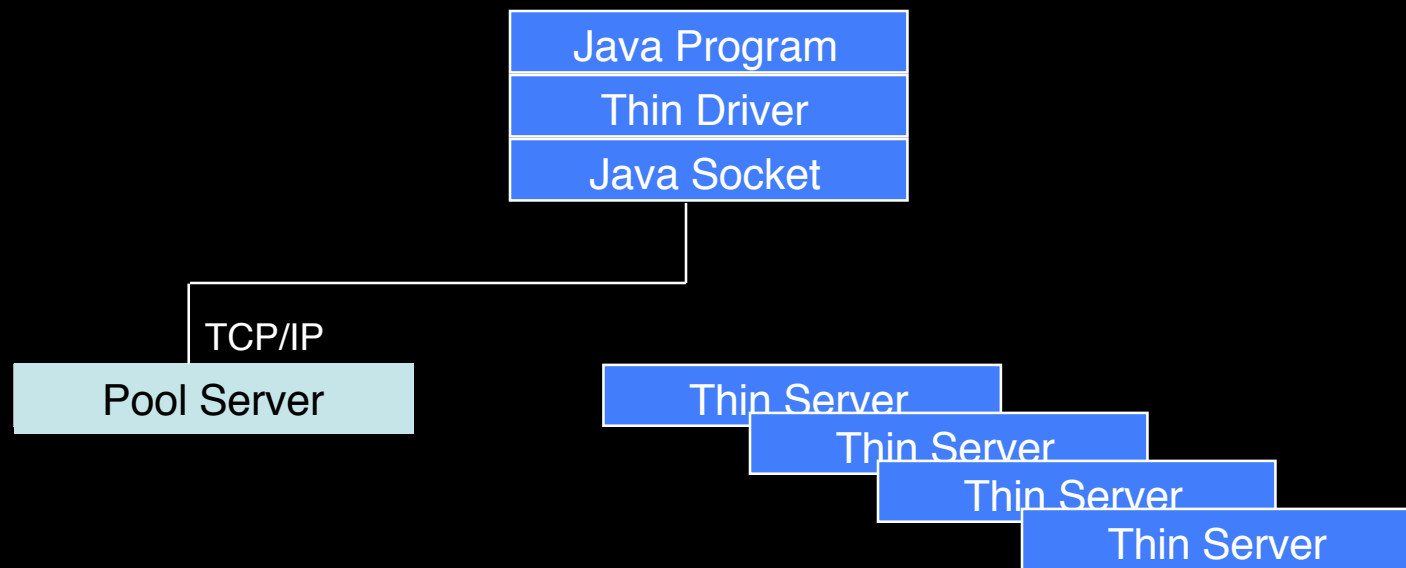 Java Program
Thin Driver
Java Socket
TCP/IP
Pool Server
Thin Server
Thin Server
Thin Server
Thin Server